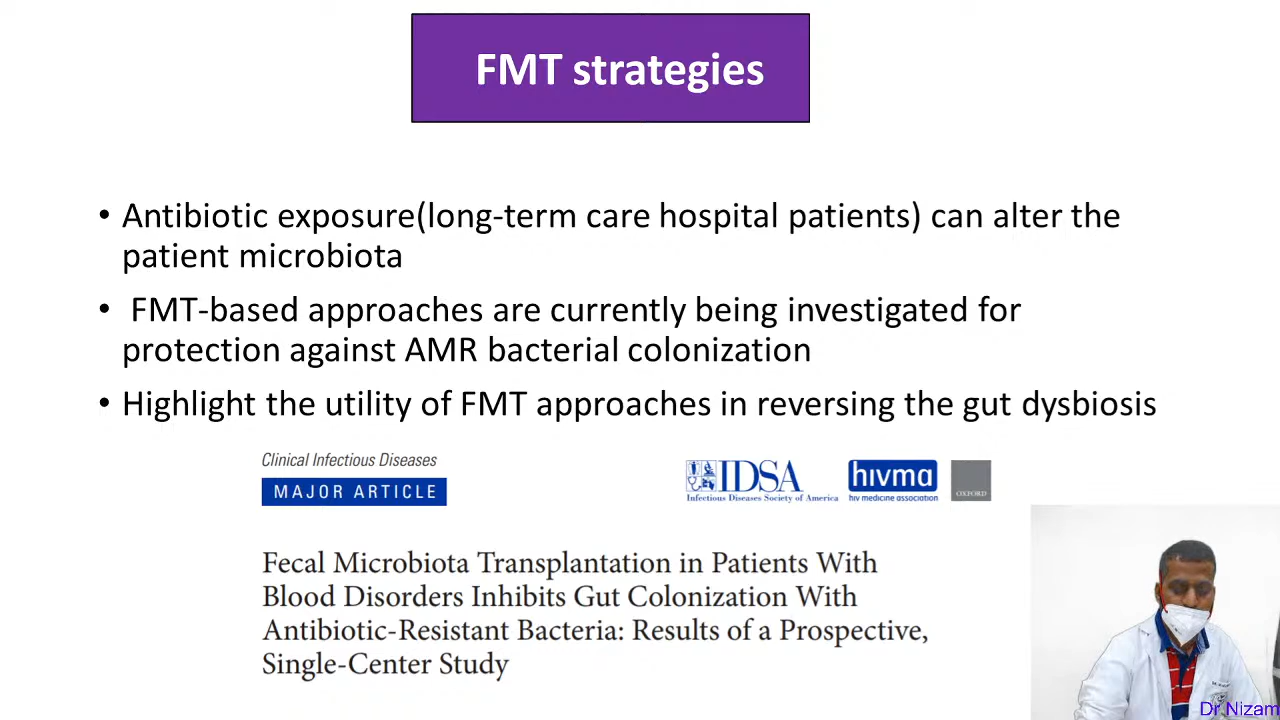 FMT strategies
• Antibiotic exposure(long-term care hospital patients) can alter the
patient microbiota
• FMT-based approaches are currently being investigated for
protection against AMR bacterial colonization
• Highlight the utility of FMT approaches in reversing the gut dysbiosis
Clinical Infectious Diseases
MAJOR ARTICLE
IDSA
Infectious Diseases Society of America
hivma
hiv medicine association
OXFORD
Fecal Microbiota Transplantation in Patients With
Blood Disorders Inhibits Gut Colonization With
Antibiotic-Resistant Bacteria: Results of a Prospective,
Single-Center Study
Dr Nizam